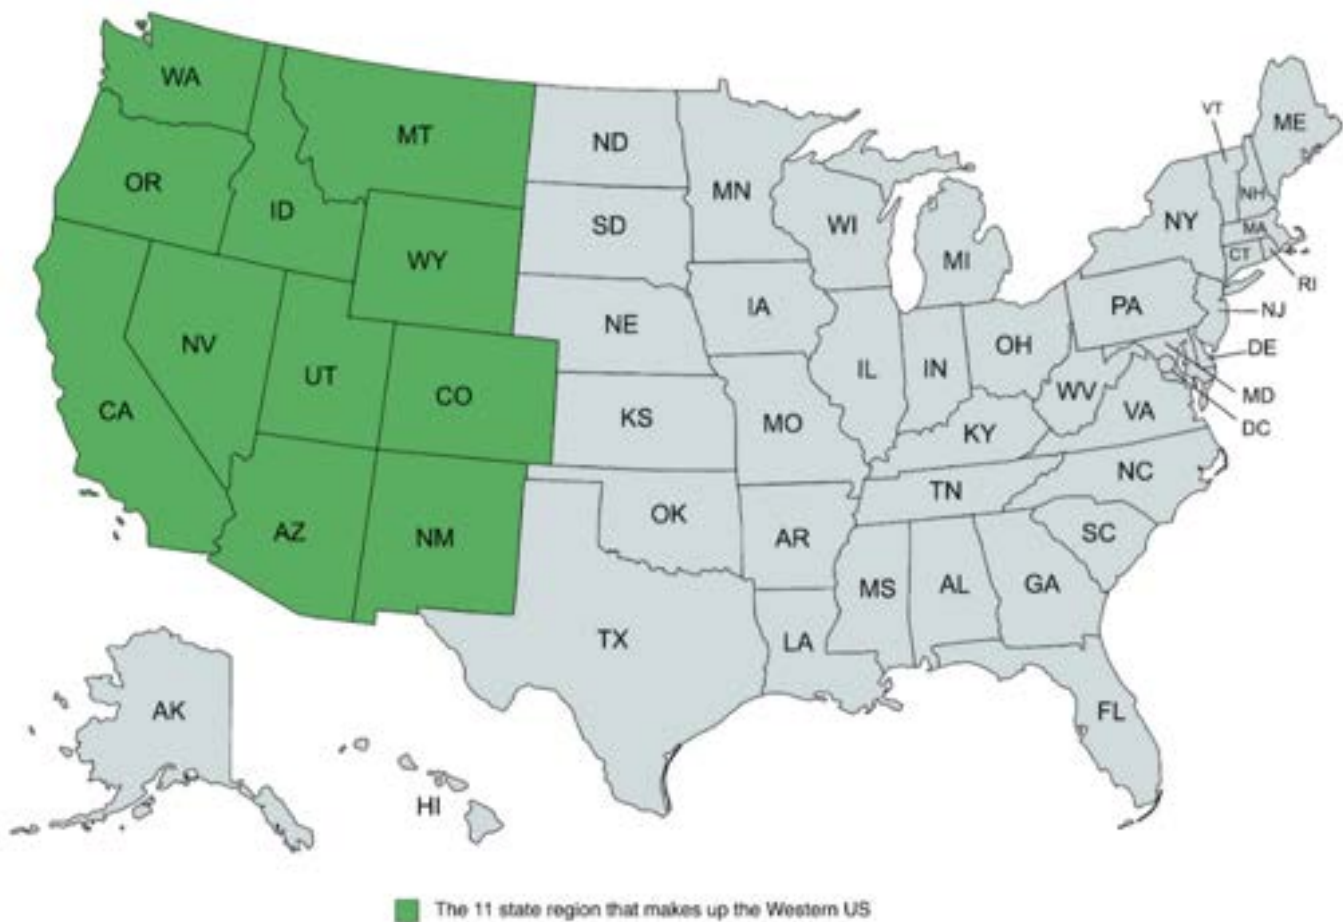 WA
MT
ND
MN
VT
ME
OR
ID
SD
WI
NY
NH
MA
CT
WY
MI
RI
IA
PA
NJ
NV
NE
OH
DE
UT
CO
IL
IN
WV
MD
CA
KS
MO
KY
VA
DC
AZ
NM
OK
AR
TN
NC
SC
TX
LA
MS
AL
GA
AK
HI
FL
The 11 state region that makes up the Western US